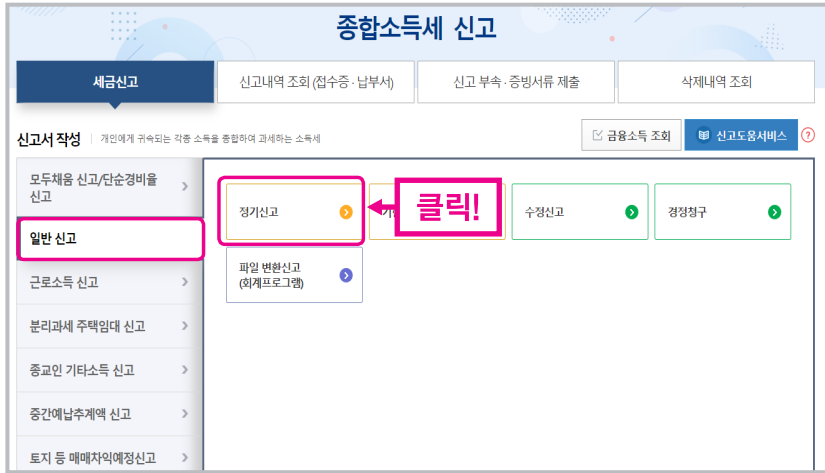 종합소득세 신고
세금신고
신고내역 조회 (접수증 · 납부서)
신고 부속 · 증빙서류 제출
삭제내역 조회
신고서 작성
개인에게 귀속되는 각종 소득을 종합하여 과세하는 소득세
금융소득 조회
신고도움서비스
?
모두채움 신고/단순경비율
신고
일반 신고
근로소득 신고
분리과세 주택임대 신고
종교인 기타소득 신고
중간예납추계액 신고
토지 등 매매차익예정신고
정기신고
클릭!
수정신고
경정청구
파일 변환신고
(회계프로그램)